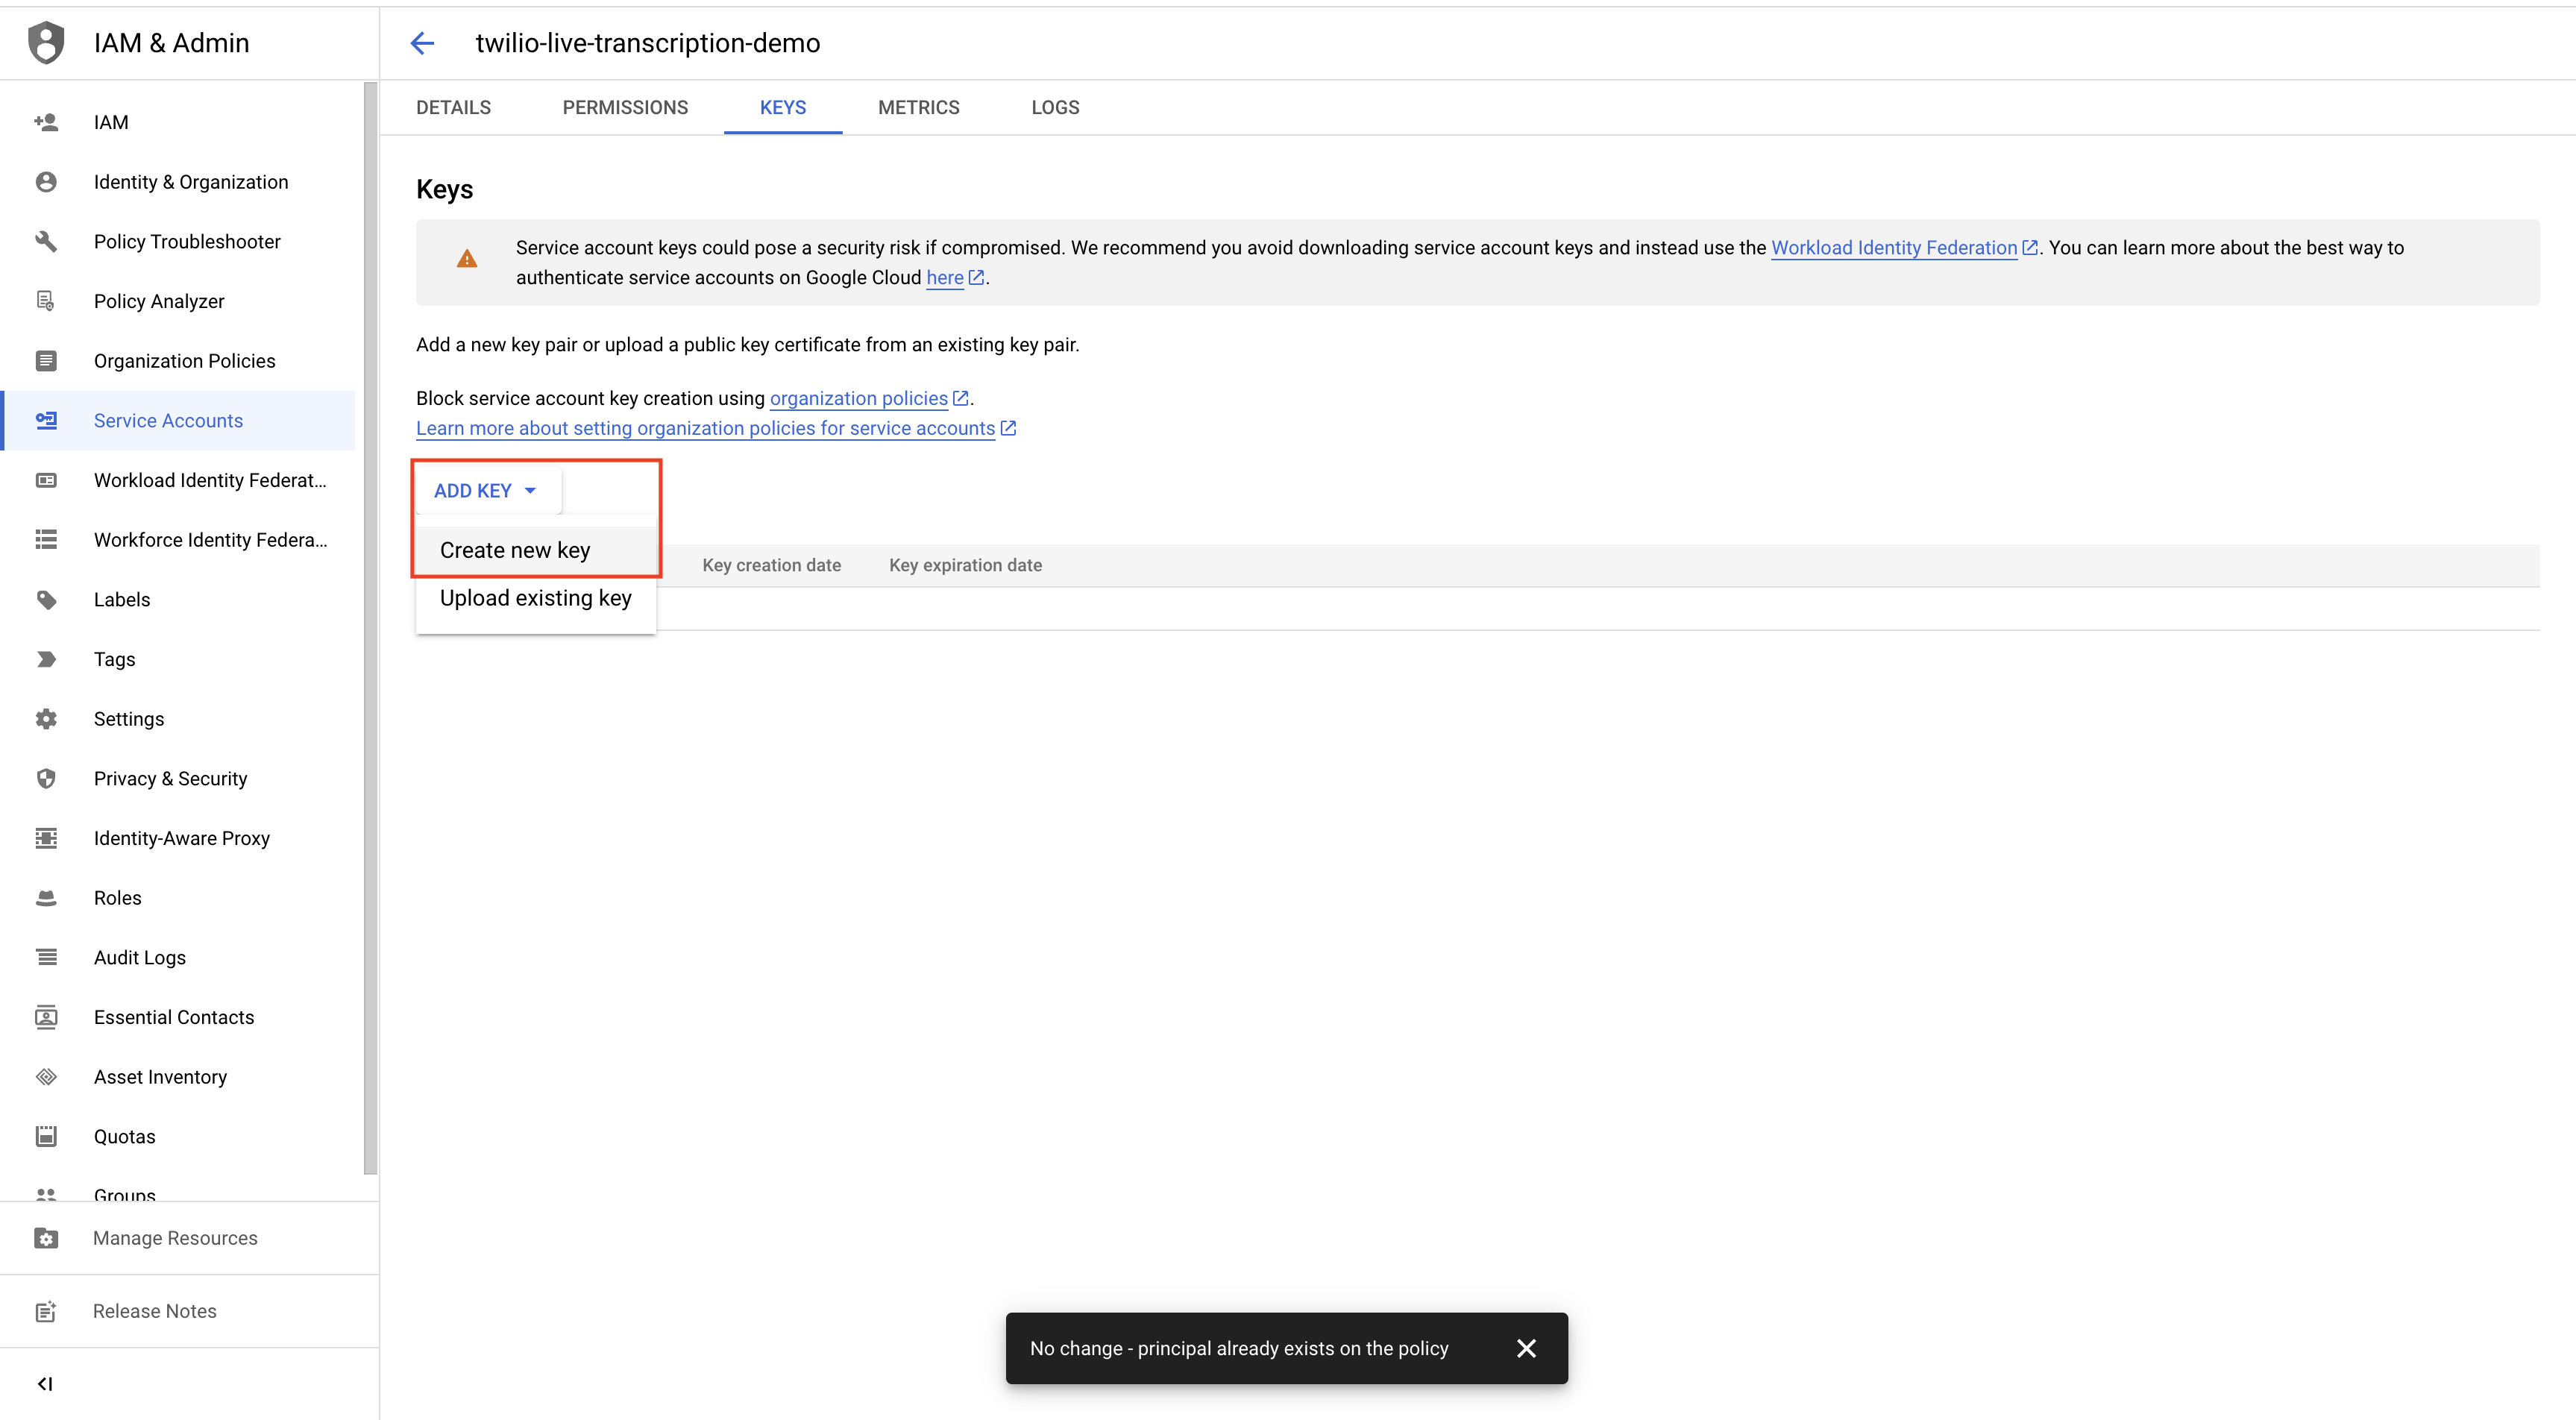 IAM & Admin
IAM
Identity & Organization
Policy Troubleshooter
Policy Analyzer
Organization Policies
Service Accounts
Workload Identity Federat...
Workforce Identity Federa...
Labels
Tags
Settings
Privacy & Security
Identity-Aware Proxy
Roles
Audit Logs
Essential Contacts
Asset Inventory
Quotas
Groups
Manage Resources
Release Notes
twilio-live-transcription-demo
DETAILS PERMISSIONS KEYS METRICS LOGS
Keys
Service account keys could pose a security risk if compromised. We recommend you avoid downloading service account keys and instead use the Workload Identity Federation. You can learn more about the best way to
authenticate service accounts on Google Cloud here.
Add a new key pair or upload a public key certificate from an existing key pair.
Block service account key creation using organization policies.
Learn more about setting organization policies for service accounts
ADD KEY
Create new key
Upload existing key
Key creation date Key expiration date
No change - principal already exists on the policy